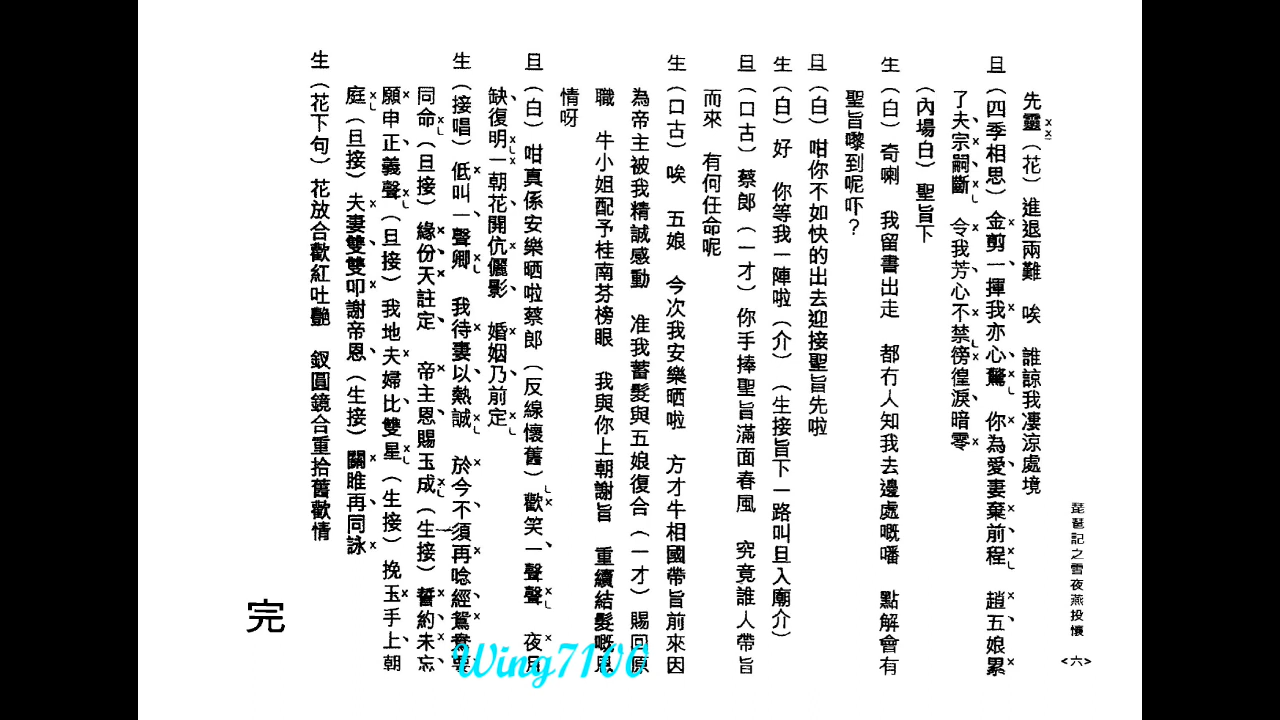 琵琶記之雪夜燕投懷
<六>
先靈（花）進退兩難　唉　誰諒我凄涼處境
旦（四季相思）金剪一揮我亦心驚　你為愛妻棄前程　趙五娘累
了夫宗嗣斷　令我芳心不禁徬徨淚暗零
（內場白）聖旨下
生（白）奇喇　我留書出走　都冇人知我去邊處嘅噃　點解會有
聖旨嚟到呢吓？
旦（白）咁你不如快的出去迎接聖旨先啦
生（白）好　你等我一陣啦（介）（生接旨下一路叫旦入廟介）
旦（口古）蔡郎（一才）你手捧聖旨滿面春風　究竟誰人帶旨
而來　有何任命呢
生（口古）唉　五娘　今次我安樂晒啦　方才牛相國帶旨前來因
為帝主被我精誠感動　准我蓄髮與五娘復合（一才）賜回原
職　牛小姐配予桂南芬榜眼　我與你上朝謝旨　重續結髮嘅恩
情呀
旦（白）咁真係安樂晒啦蔡郎（反線懷舊）歡笑一聲聲　夜月
缺復明一朝花開伉儷影　婚姻乃前定
生（接唱）低叫一聲卿　我待妻以熱誠　於今不須再唸經鴛鴦
同命（旦接）緣份天註定　帝主恩賜玉成（生接）誓約未忘
願申正義聲（旦接）我地夫婦比雙星（生接）挽玉手上朝
庭（旦接）夫妻雙雙叩謝帝恩（生接）關睢再同詠
生（花下句）花放合歡紅吐艷　釵圓鏡合重拾舊歡情
完
Wing7106